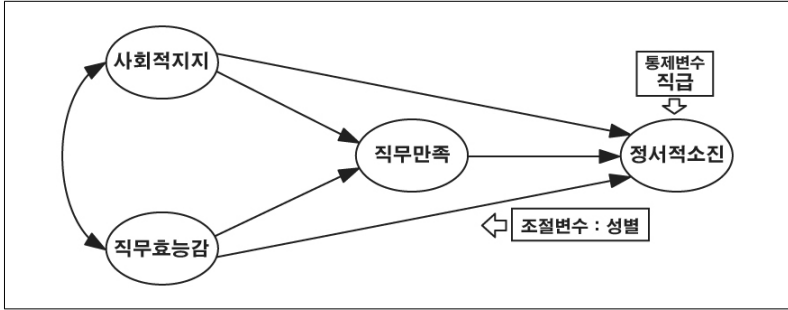 사회적지지
통제변수
직급
직무만족
정서적소진
조절변수 : 성별
직무효능감